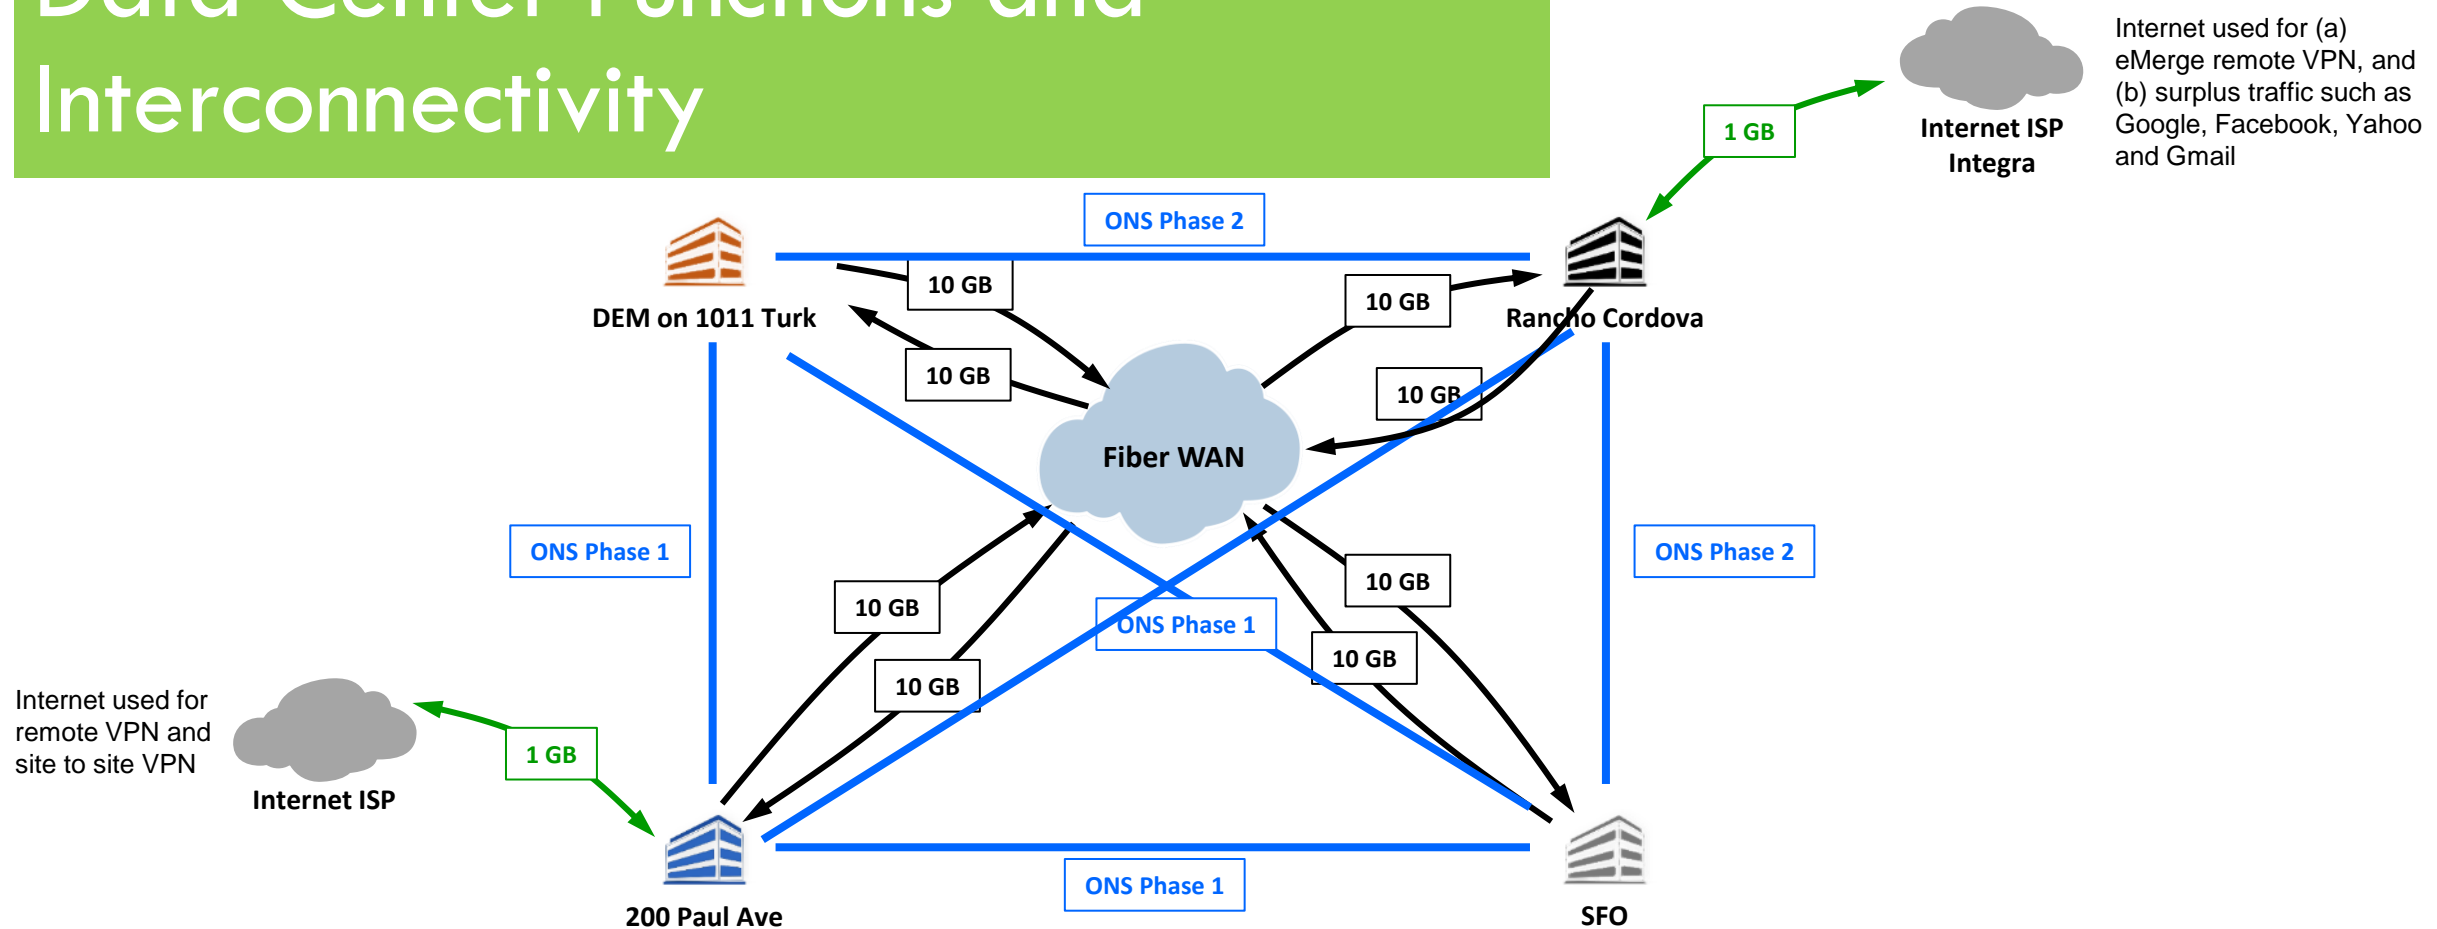 Data Center Functions and
Interconnectivity
Internet used for (a)
eMerge remote VPN, and
(b) surplus traffic such as
Google, Facebook, Yahoo
and Gmail
1 GB
Internet ISP
Integra
ONS Phase 2
10 GB
10 GB
DEM on 1011 Turk
Rancho Cordova
10 GB
10 GB
Fiber WAN
ONS Phase 1
ONS Phase 2
10 GB
10 GB
ONS Phase 1
10 GB
10 GB
Internet used for
remote VPN and
site to site VPN
1 GB
Internet ISP
ONS Phase 1
200 Paul Ave
SFO